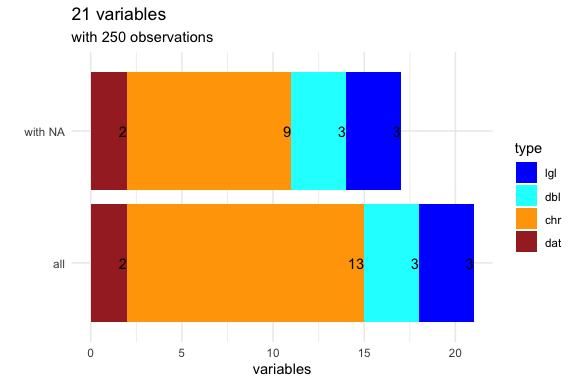 21 variables
with 250 observations
with NA
2 9 3 3
all
2 13 3 3
0 5 10 15 20
variables
type
lgl
dbl
chr
dat